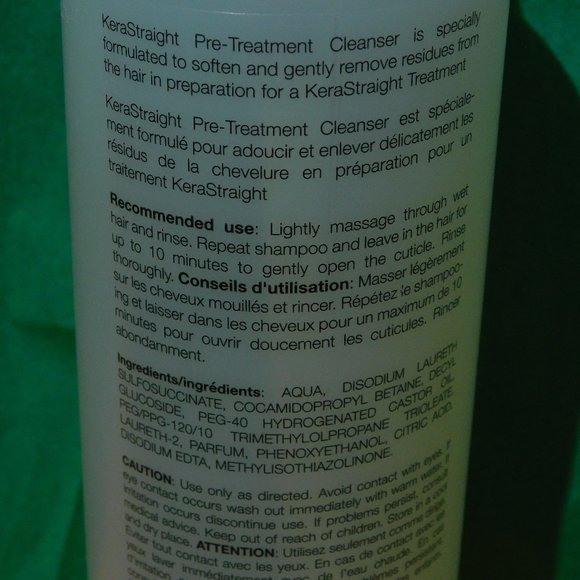 KeraStraight Pre-Treatment Cleanser is specially
formulated to soften and gently remove residues from
the hair in preparation for a KeraStraight Treatment
KeraStraight Pre-Treatment Cleanser est spéciale-
ment formulé pour adoucir et enlever délicatement les
résidus de la chevelure en préparation pour un
traitement KeraStraight
Recommended use: Lightly massage through wet
hair and rinse. Repeat shampoo and leave in the hair for
up to 10 minutes to gently open the cuticle. Rinse
thoroughly. Conseils d'utilisation: Masser légèrement
sur les cheveux mouillés et rincer. Répétez le shampoo-
ing et laisser dans les cheveux pour un maximum de 10
minutes pour ouvrir doucement les cuticules. Rincer
abondamment.
Ingredients/ingrédients: AQUA, DISODIUM LAURETH
SULFOSUCCINATE, COCAMIDOPROPYL BETAINE, DECYL
GLUCOSIDE, PEG-40 HYDROGENATED CASTOR OIL,
PEG/PPG-120/10 TRIMETHYLOLPROPANE TRIOLEATE,
LAURETH-2, PARFUM, PHENOXYETHANOL, CITRIC ACID,
DISODIUM EDTA, METHYLISOTHIAZOLINONE.
CAUTION: Use only as directed. Avoid contact with eyes. If
eye contact occurs wash out immediately with warm water. If
irritation occurs discontinue use. If problems persist, consult
medical advice. Keep out of reach of children. Store in a cool
and dry place. ATTENTION: Utilisez seulement comme dirigé.
Eviter tout contact avec les yeux. En cas de contact avec les
yeux laver immédiatement avec de l'eau chaude. En cas
d'irritation persistent,